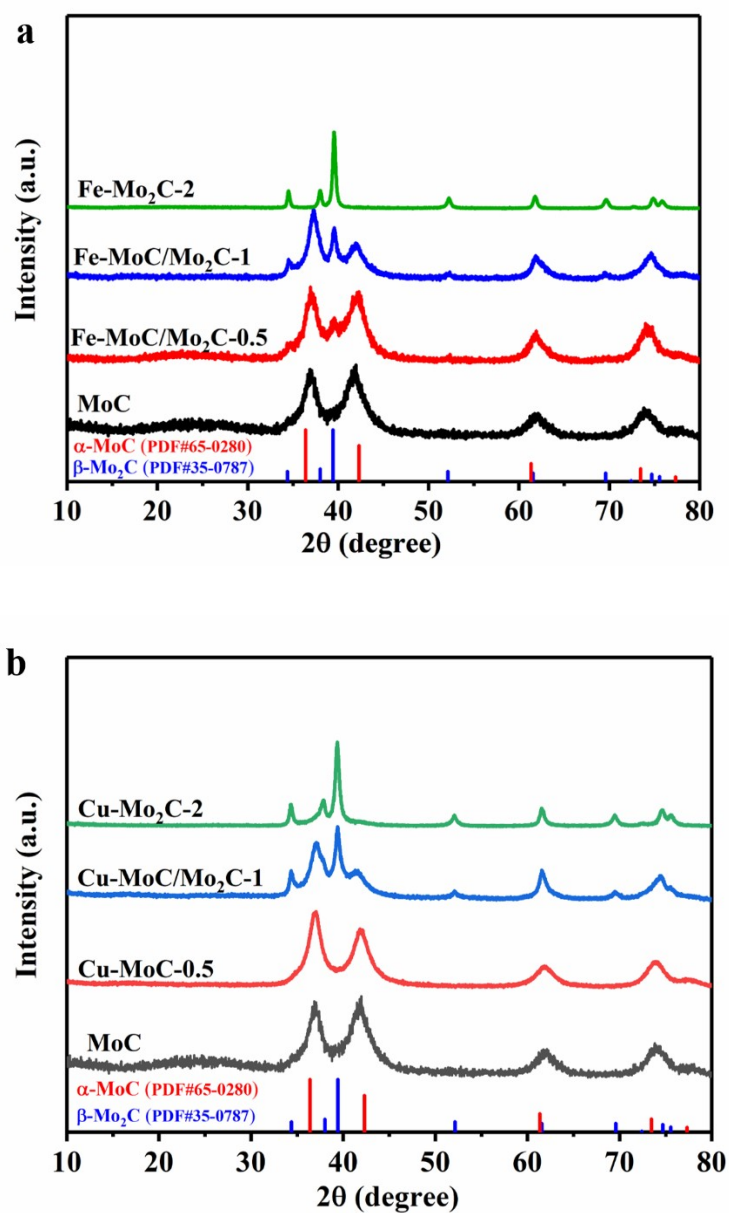 a
Intensity (a.u.)
Fe-Mo₂C-2
Fe-MoC/Mo₂C-1
Fe-MoC/Mo₂C-0.5
MoC
α-MoC (PDF#65-0280)
β-Mo₂C (PDF#35-0787)
10 20 30 40 50 60 70 80
2θ (degree)
b
Intensity (a.u.)
Cu-Mo₂C-2
Cu-MoC/Mo₂C-1
Cu-MoC-0.5
MoC
α-MoC (PDF#65-0280)
β-Mo₂C (PDF#35-0787)
10 20 30 40 50 60 70 80
2θ (degree)